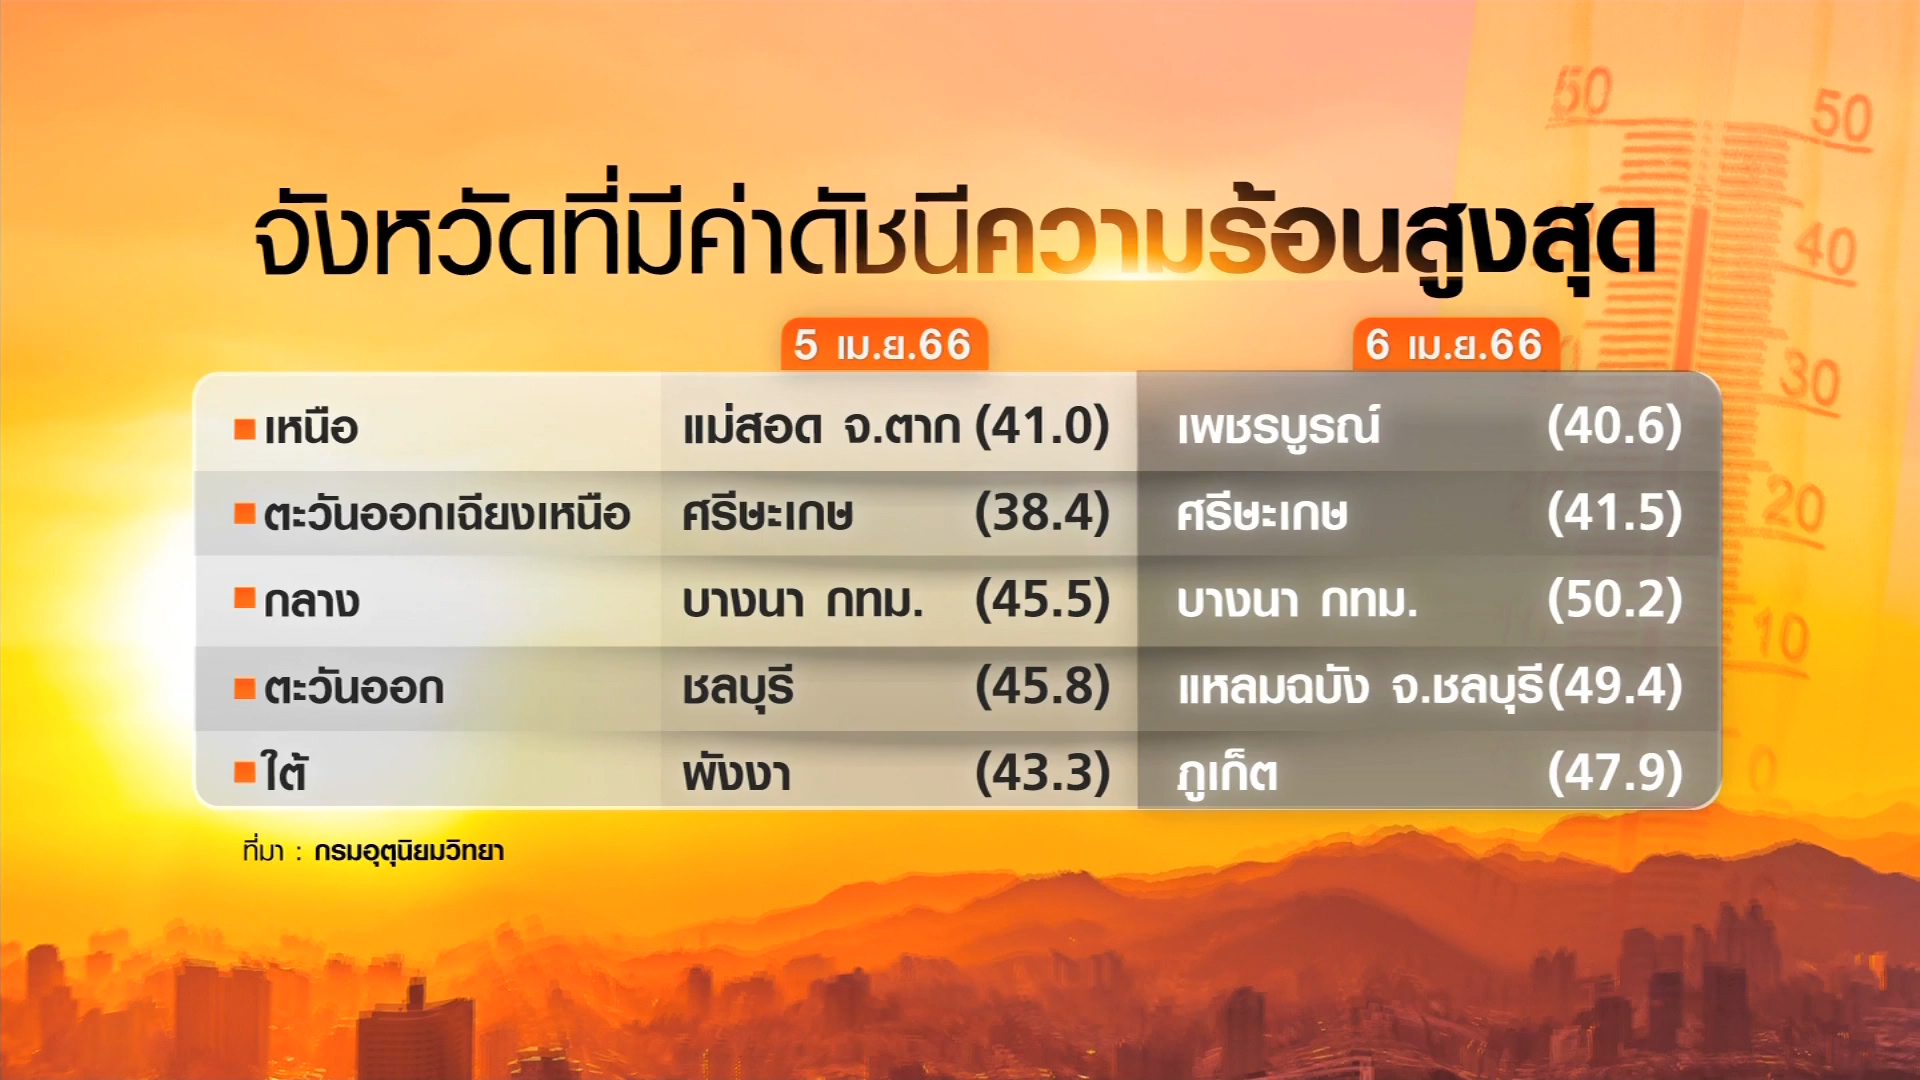 จังหวัดที่มีค่าดัชนีความร้อนสูงสุด
5 เม.ย.66 6 เม.ย.66
เหนือ แม่สอด จ.ตาก (41.0) เพชรบูรณ์ (40.6)
ตะวันออกเฉียงเหนือ ศรีษะเกษ (38.4) ศรีษะเกษ (41.5)
กลาง บางนา กทม. (45.5) บางนา กทม. (50.2)
ตะวันออก ชลบุรี (45.8) แหลมฉบัง จ.ชลบุรี (49.4)
ใต้ พังงา (43.3) ภูเก็ต (47.9)
ที่มา : กรมอุตุนิยมวิทยา
50 50
40
30
20
10
0